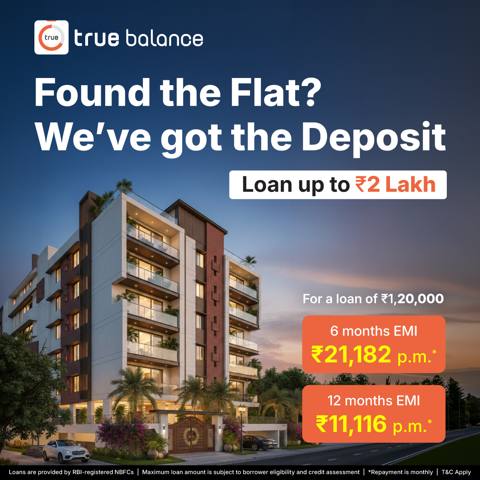 true
true balance
Found the Flat?
We've got the Deposit
Loan up to ₹2 Lakh
For a loan of ₹1,20,000
6 months EMI
₹21,182 p.m.*
12 months EMI
₹11,116 p.m.*
Loans are provided by RBI-registered NBFCs | Maximum loan amount is subject to borrower eligibility and credit assessment | *Repayment is monthly | T&C Apply